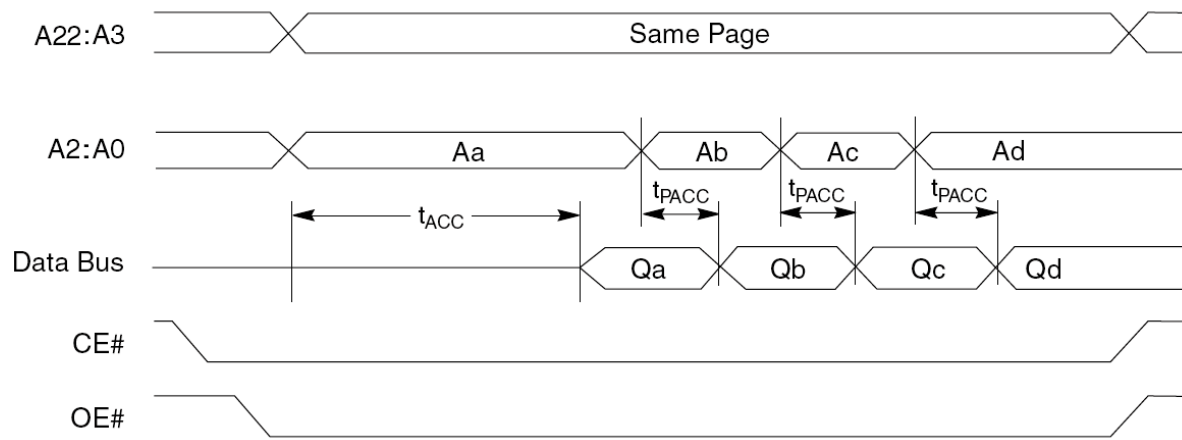 A22:A3 Same Page
A2:A0 Aa Ab Ac Ad
tACC tPACC tPACC tPACC
Data Bus Qa Qb Qc Qd
CE#
OE#